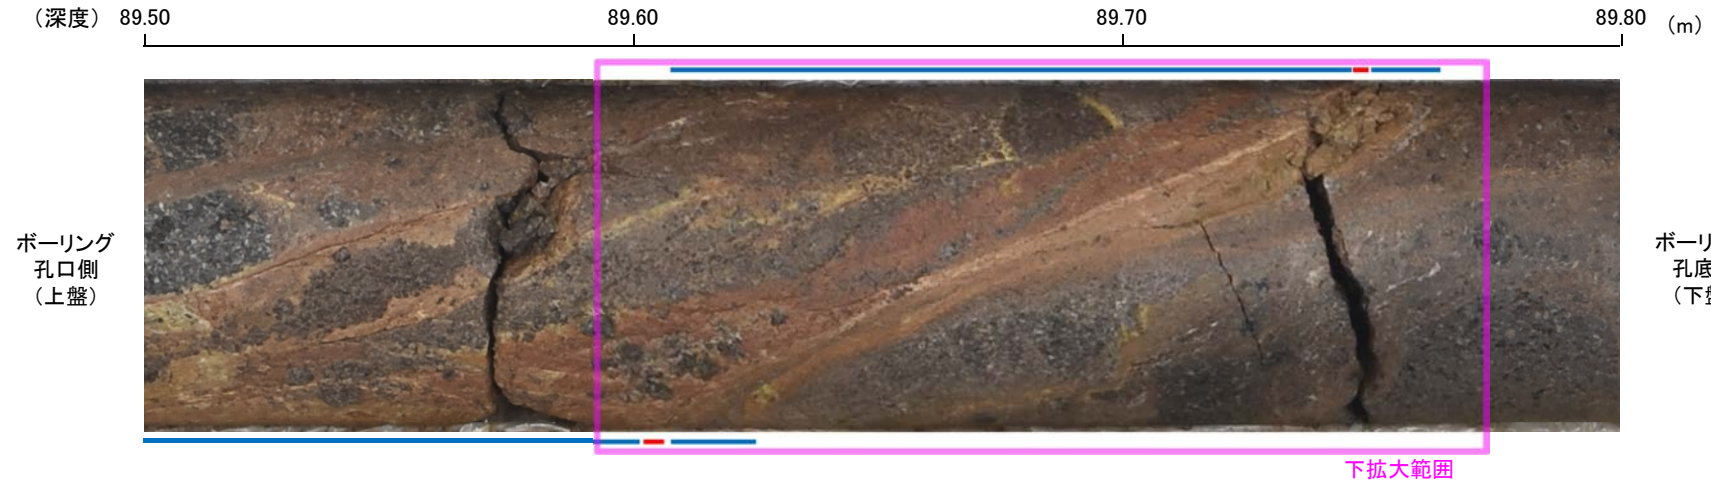 （深度） 89.50 89.60 89.70 89.80 （m）
ボーリング
孔口側
（上盤）
ボーリ
孔底
（下盤
下拡大範囲